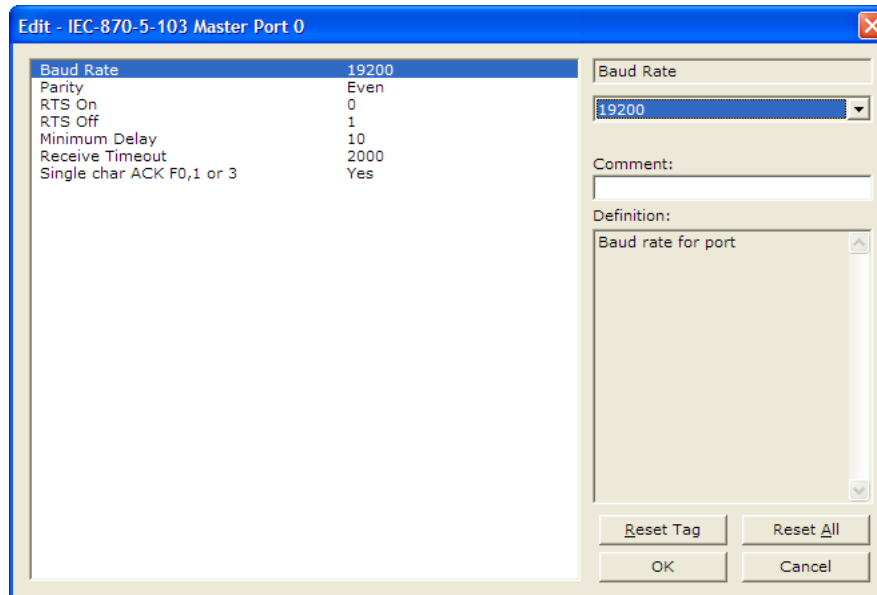 Edit - IEC-870-5-103 Master Port 0
Baud Rate 19200
Parity Even
RTS On 0
RTS Off 1
Minimum Delay 10
Receive Timeout 2000
Single char ACK F0,1 or 3 Yes
Baud Rate
19200
Comment:
Definition:
Baud rate for port
Reset Tag Reset All
OK Cancel